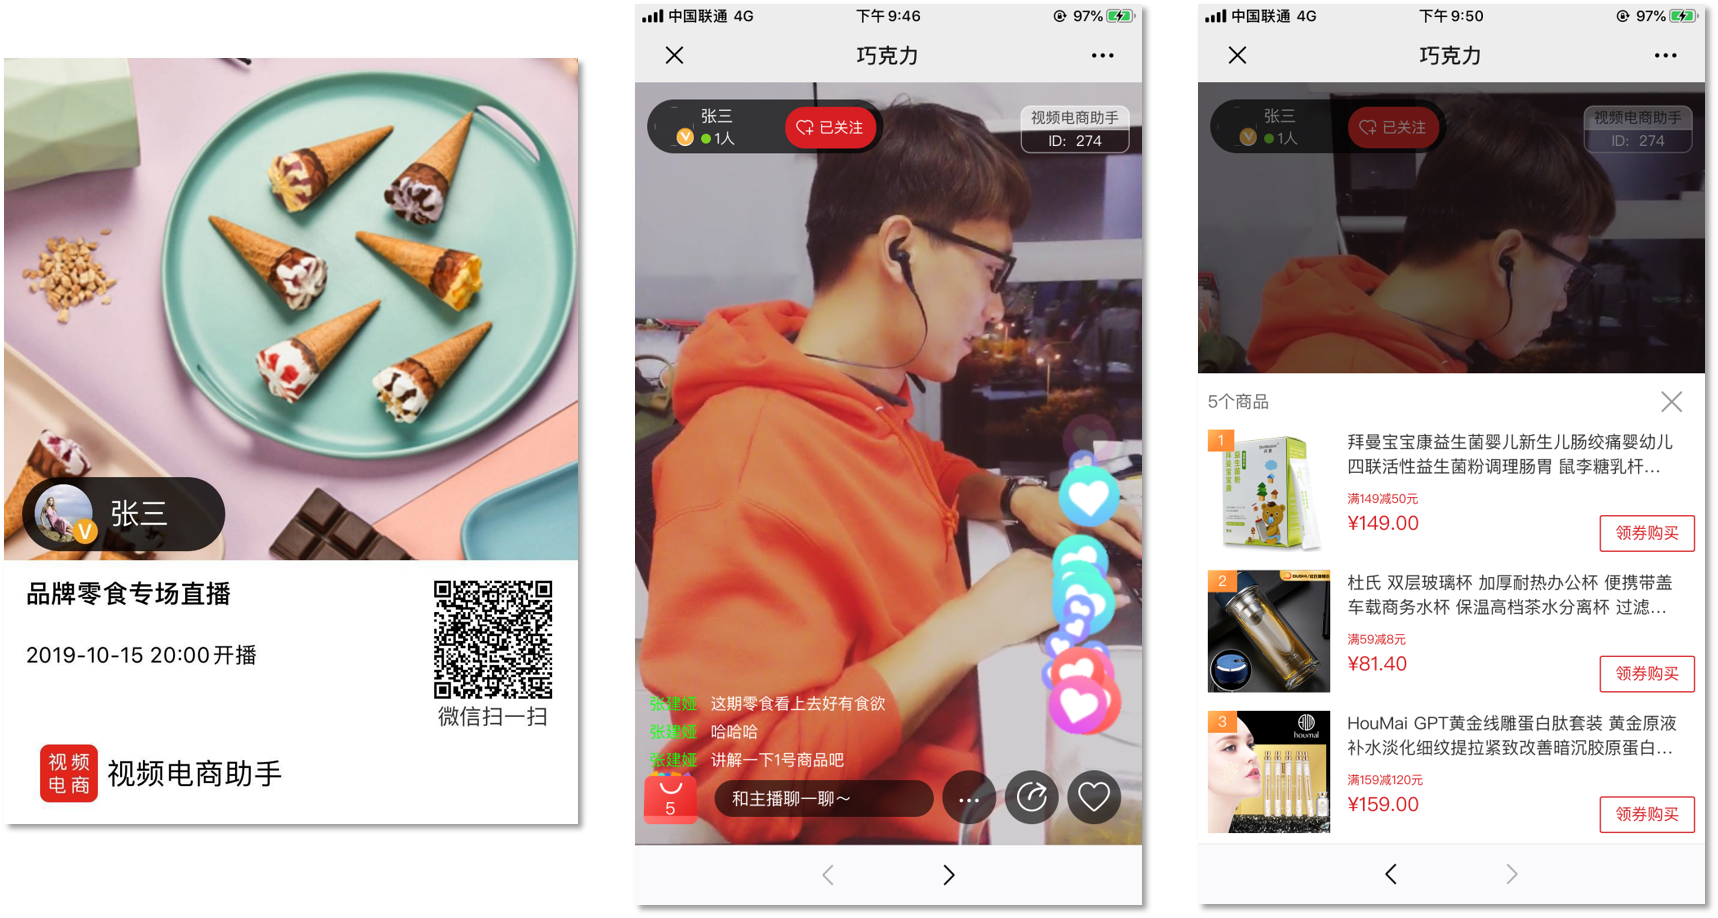 张三
品牌零食专场直播
2019-10-15 20:00开播
微信扫一扫
视频
电商
视频电商助手
中国联通 4G
下午9:46
97%
巧克力
张三
1人
已关注
视频电商助手
ID: 274
张建娅 这期零食看上去好有食欲
张建娅 哈哈哈
张建娅 讲解一下1号商品吧
5
和主播聊一聊～
中国联通 4G
下午9:50
97%
巧克力
张三
1人
已关注
视频电商助手
ID: 274
5个商品
1
拜曼宝宝康益生菌婴儿新生儿肠绞痛婴幼儿
四联活性益生菌粉调理肠胃 鼠李糖乳杆...
满149减50元
¥149.00
领券购买
2
杜氏 双层玻璃杯 加厚耐热办公杯 便携带盖
车载商务水杯 保温高档茶水分离杯 过滤...
满59减8元
¥81.40
领券购买
3
houmai
HouMai GPT黄金线雕蛋白肽套装 黄金原液
补水淡化细纹提拉紧致改善暗沉胶原蛋白...
满159减120元
¥159.00
领券购买